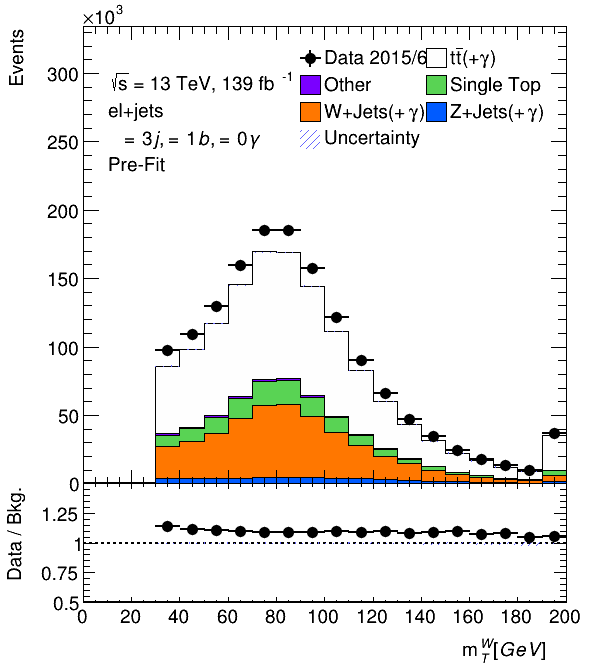 ×10³
Events
√s = 13 TeV, 139 fb⁻¹
el+jets
= 3j, = 1b, = 0γ
Pre-Fit
Data 2015/6
tt̄(+γ)
Other
Single Top
W+Jets(+γ)
Z+Jets(+γ)
Uncertainty
300
250
200
150
100
50
0
Data / Bkg.
1.25
1
0.75
0.5
0 20 40 60 80 100 120 140 160 180 200
m_T^W[GeV]